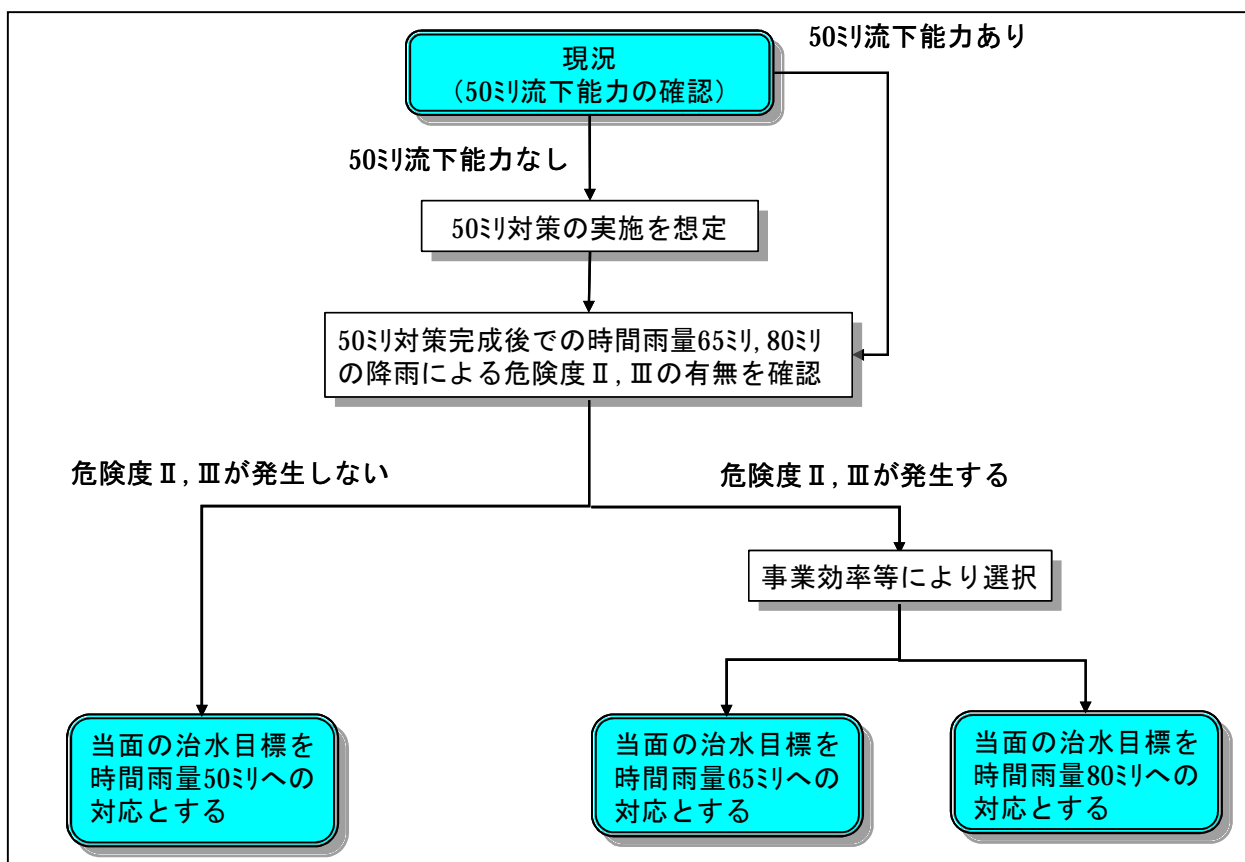 50ﾐﾘ流下能力あり
現況
（50ﾐﾘ流下能力の確認）
50ﾐﾘ流下能力なし
50ﾐﾘ対策の実施を想定
50ﾐﾘ対策完成後での時間雨量65ﾐﾘ,80ﾐﾘ
の降雨による危険度Ⅱ,Ⅲの有無を確認
危険度Ⅱ,Ⅲが発生しない
危険度Ⅱ,Ⅲが発生する
事業効率等により選択
当面の治水目標を
時間雨量50ﾐﾘへの
対応とする
当面の治水目標を
時間雨量65ﾐﾘへの
対応とする
当面の治水目標を
時間雨量80ﾐﾘへの
対応とする